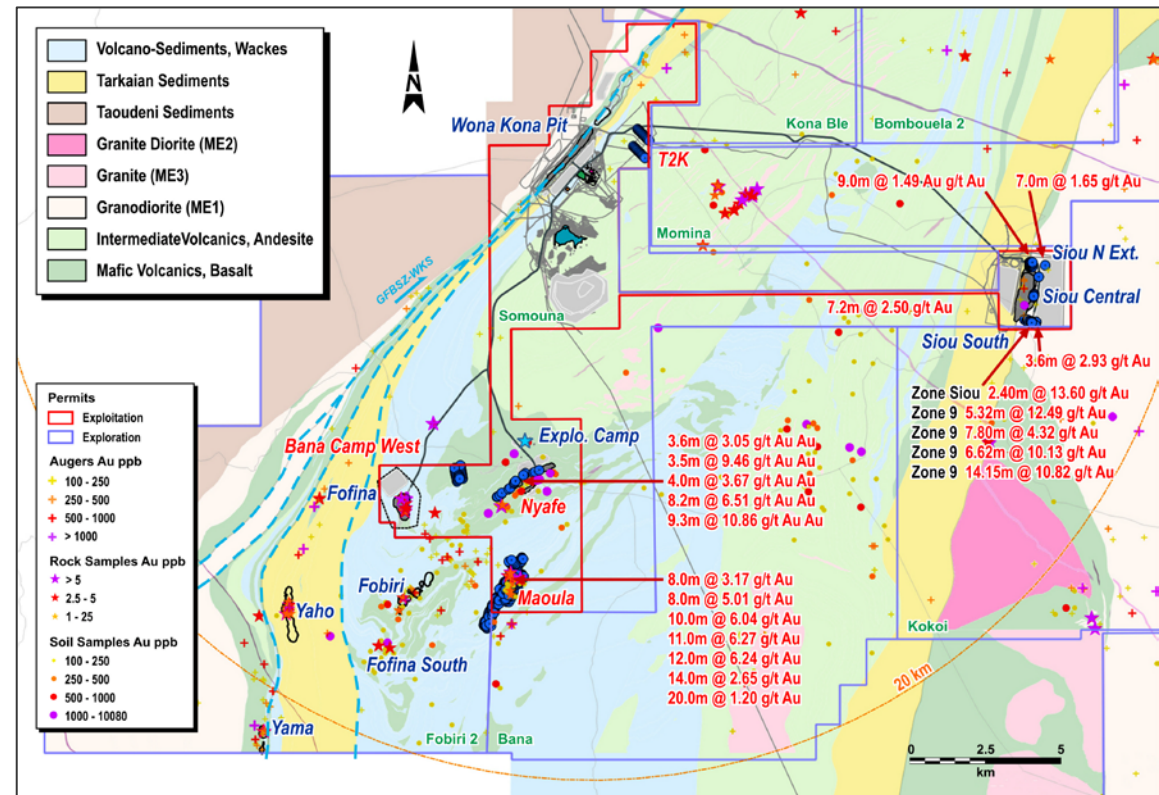 Volcano-Sediments, Wackes
Tarkaian Sediments
Taoudeni Sediments
Granite Diorite (ME2)
Granite (ME3)
Granodiorite (ME1)
IntermediateVolcanics, Andesite
Mafic Volcanics, Basalt
N
Wona Kona Pit
T2K
Kona Ble
Bombouela 2
9.0m @ 1.49 Au g/t Au
7.0m @ 1.65 g/t Au
Momina
Siou N Ext.
Siou Central
GFBSZ-WKS
Somouna
7.2m @ 2.50 g/t Au
Siou South
3.6m @ 2.93 g/t Au
Zone Siou 2.40m @ 13.60 g/t Au
Zone 9 5.32m @ 12.49 g/t Au
Zone 9 7.80m @ 4.32 g/t Au
Zone 9 6.62m @ 10.13 g/t Au
Zone 9 14.15m @ 10.82 g/t Au
Permits
Exploitation
Exploration
Augers Au ppb
100 - 250
250 - 500
500 - 1000
> 1000
Rock Samples Au ppb
> 5
2.5 - 5
1 - 25
Soil Samples Au ppb
100 - 250
250 - 500
500 - 1000
1000 - 10080
Bana Camp West
Explo. Camp
Fofina
Nyafe
3.6m @ 3.05 g/t Au Au
3.5m @ 9.46 g/t Au Au
4.0m @ 3.67 g/t Au Au
8.2m @ 6.51 g/t Au Au
9.3m @ 10.86 g/t Au Au
Fobiri
Maoula
Yaho
Fofina South
8.0m @ 3.17 g/t Au
8.0m @ 5.01 g/t Au
10.0m @ 6.04 g/t Au
11.0m @ 6.27 g/t Au
12.0m @ 6.24 g/t Au
14.0m @ 2.65 g/t Au
20.0m @ 1.20 g/t Au
Kokoi
20 km
Yama
Fobiri 2
Bana
0 2.5 5
km